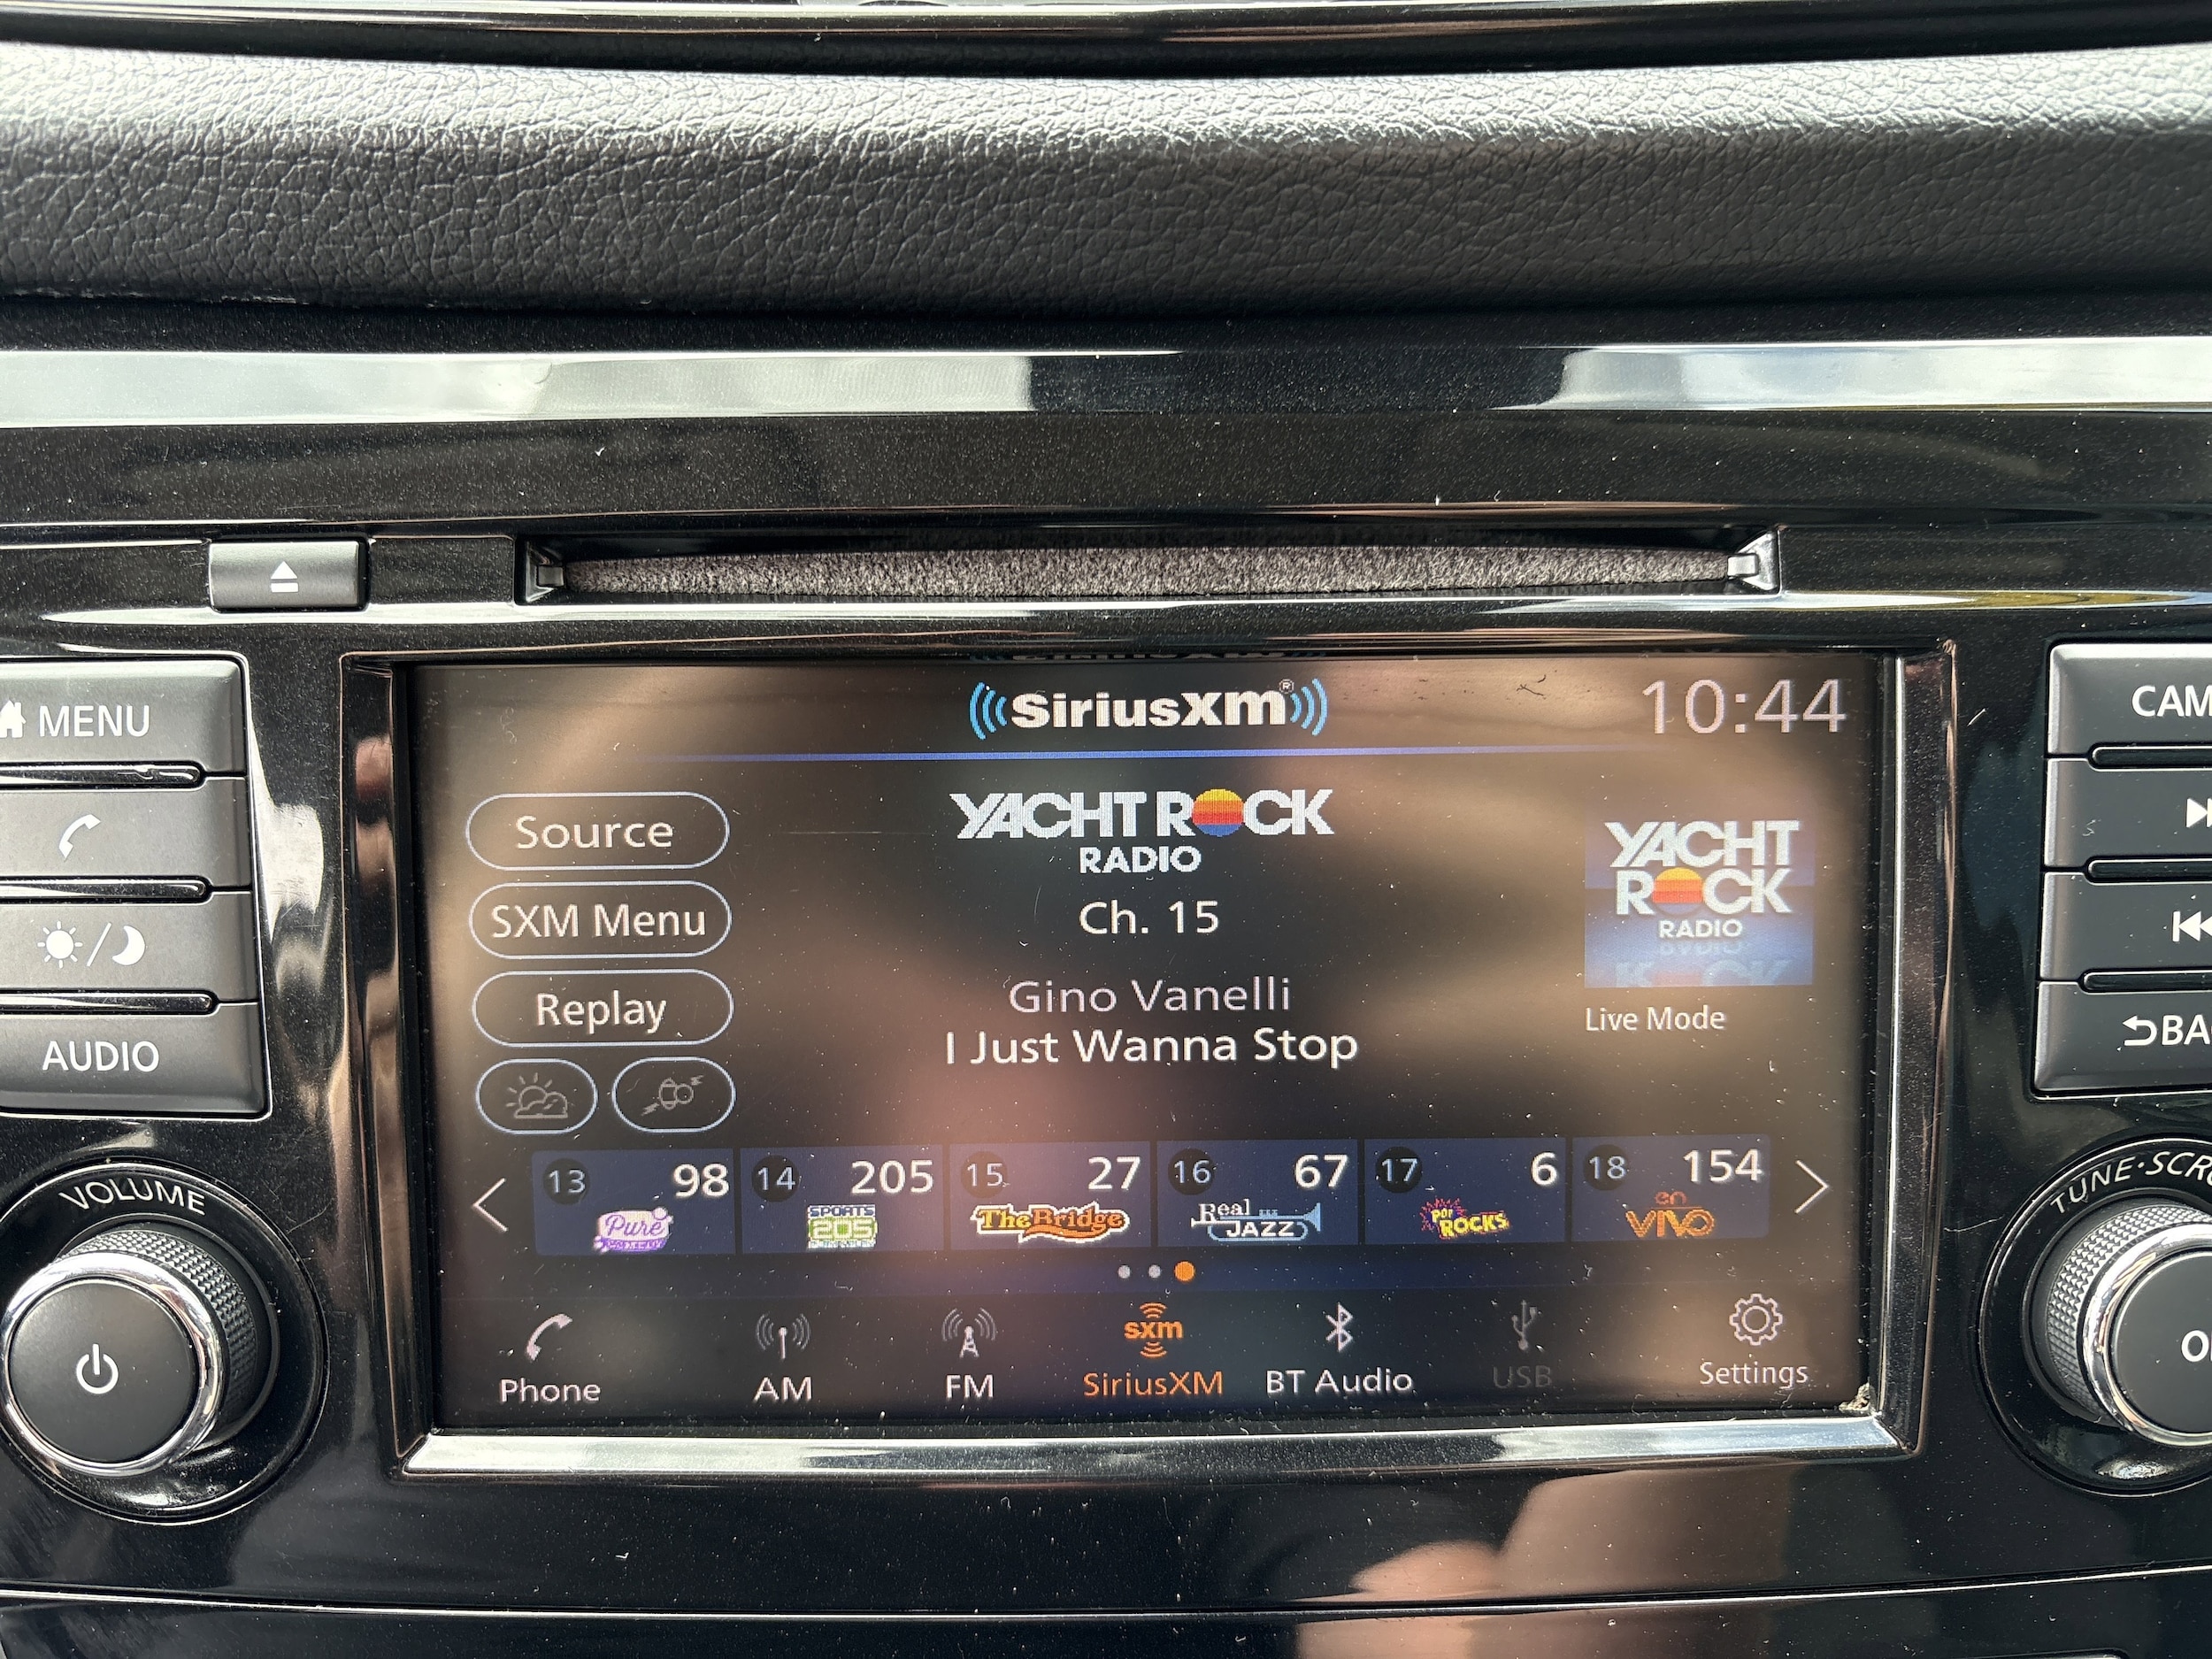 SiriusXM®
10:44
MENU
AUDIO
VOLUME
Source
SXM Menu
Replay
YACHT ROCK
RADIO
Ch. 15
Gino Vanelli
I Just Wanna Stop
YACHT
ROCK
RADIO
Live Mode
13 98
Pure
14 205
SPORTS
205
15 27
The Bridge
16 67
Real
JAZZ
17 6
POP
ROCKS
18 154
en
VIVO
Phone
AM
FM
sxm
SiriusXM
BT Audio
USB
Settings
CAM
BA
TUNE·SCR